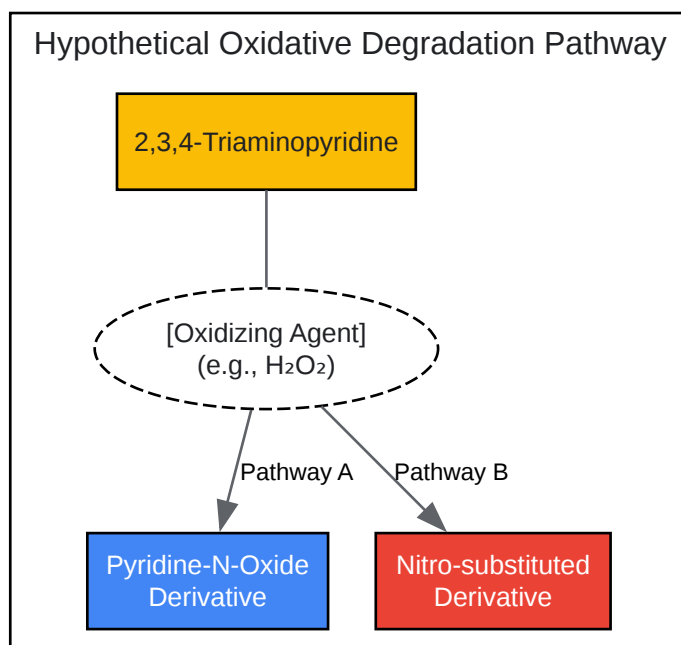 Hypothetical Oxidative Degradation Pathway
2,3,4-Triaminopyridine
[Oxidizing Agent]
(e.g., H₂O₂)
Pathway A
Pathway B
Pyridine-N-Oxide
Derivative
Nitro-substituted
Derivative